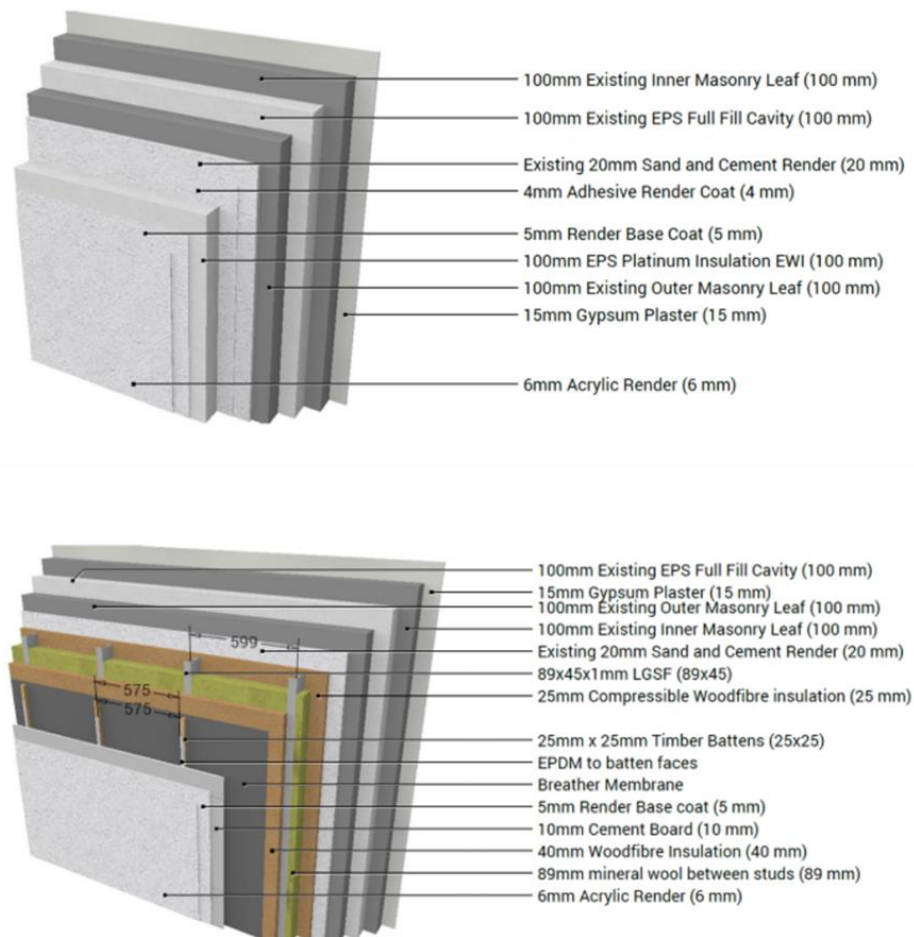 100mm Existing Inner Masonry Leaf (100 mm)
100mm Existing EPS Full Fill Cavity (100 mm)
Existing 20mm Sand and Cement Render (20 mm)
4mm Adhesive Render Coat (4 mm)
5mm Render Base Coat (5 mm)
100mm EPS Platinum Insulation EWI (100 mm)
100mm Existing Outer Masonry Leaf (100 mm)
15mm Gypsum Plaster (15 mm)
6mm Acrylic Render (6 mm)
100mm Existing EPS Full Fill Cavity (100 mm)
15mm Gypsum Plaster (15 mm)
100mm Existing Outer Masonry Leaf (100 mm)
100mm Existing Inner Masonry Leaf (100 mm)
599
Existing 20mm Sand and Cement Render (20 mm)
89x45x1mm LGSF (89x45)
575
25mm Compressible Woodfibre insulation (25 mm)
575
25mm x 25mm Timber Battens (25x25)
EPDM to batten faces
Breather Membrane
5mm Render Base coat (5 mm)
10mm Cement Board (10 mm)
40mm Woodfibre Insulation (40 mm)
89mm mineral wool between studs (89 mm)
6mm Acrylic Render (6 mm)